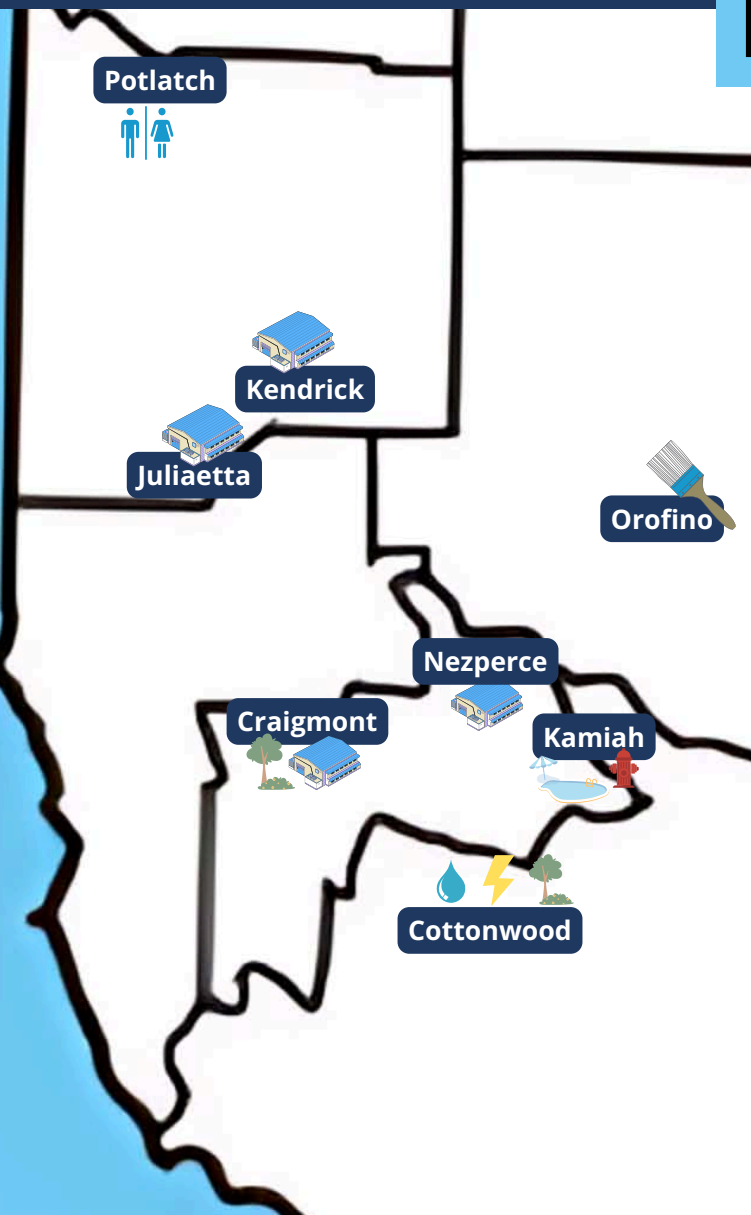 Potlatch
Kendrick
Juliaetta
Orofino
Nezperce
Craigmont
Kamiah
Cottonwood